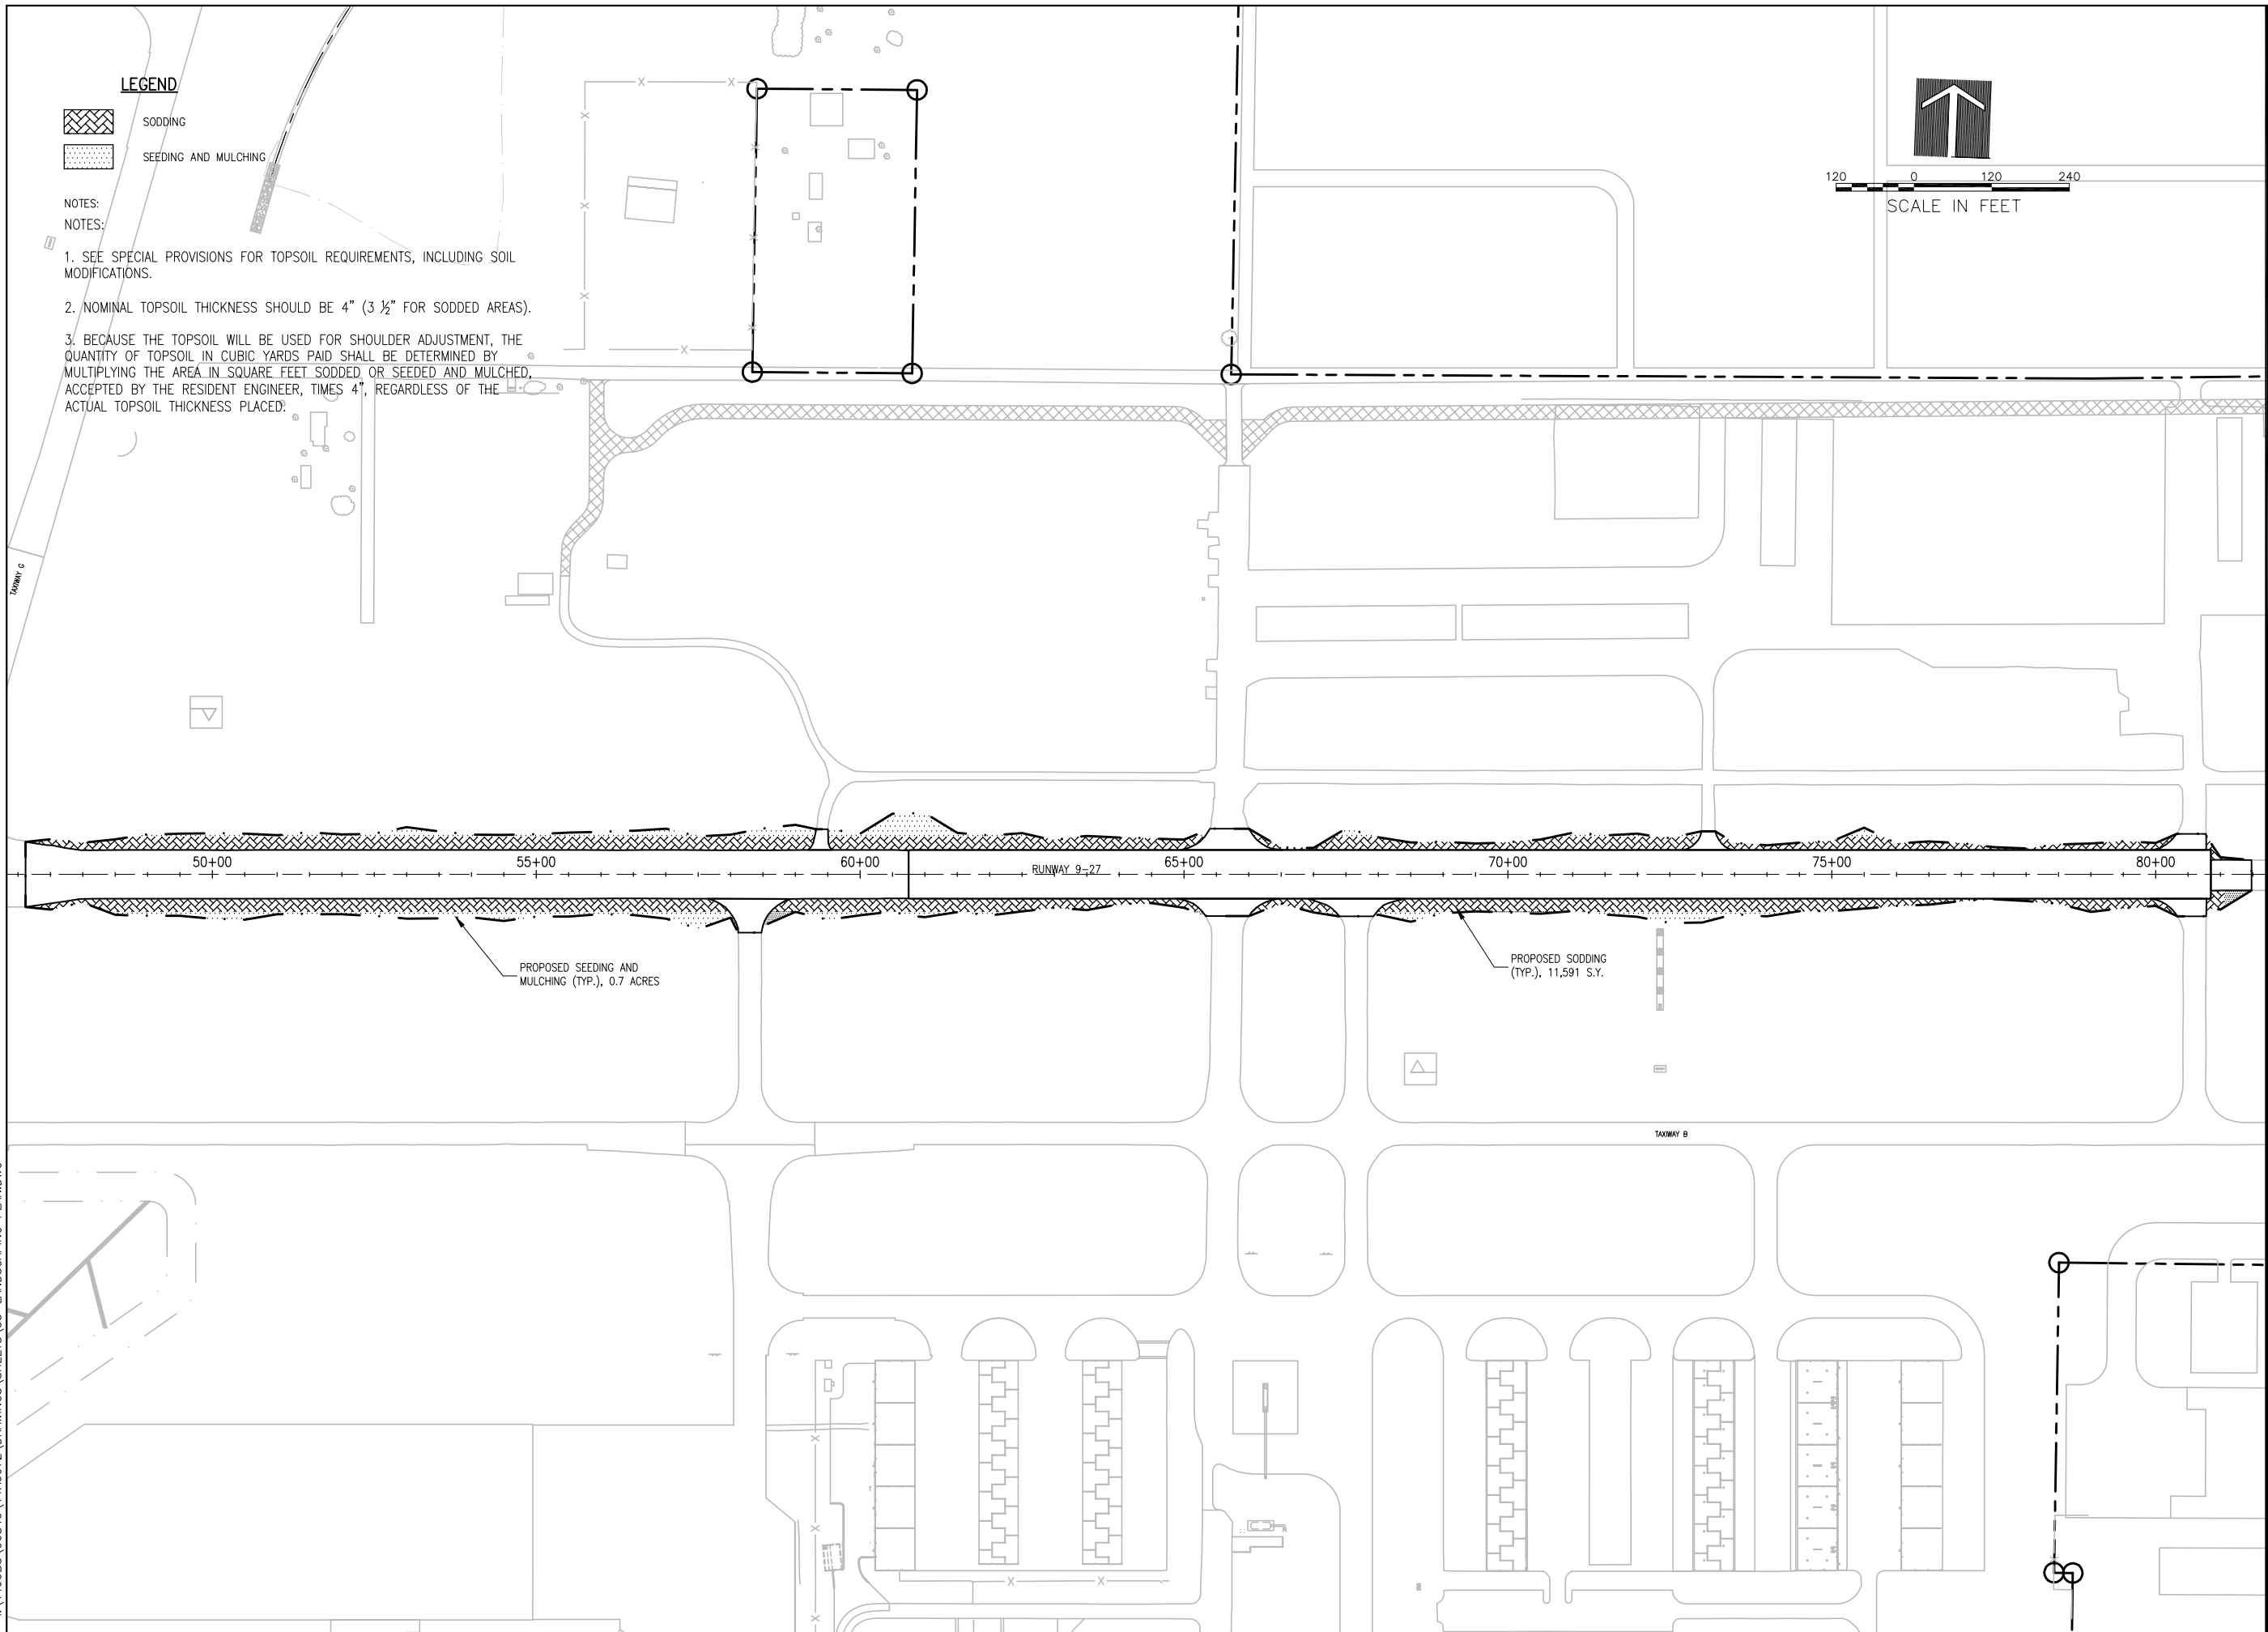 LEGEND
SODDING
SEEDING AND MULCHING
NOTES:
NOTES:
1. SEE SPECIAL PROVISIONS FOR TOPSOIL REQUIREMENTS, INCLUDING SOIL
MODIFICATIONS.
2. NOMINAL TOPSOIL THICKNESS SHOULD BE 4" (3 ½" FOR SODDED AREAS).
3. BECAUSE THE TOPSOIL WILL BE USED FOR SHOULDER ADJUSTMENT, THE
QUANTITY OF TOPSOIL IN CUBIC YARDS PAID SHALL BE DETERMINED BY
MULTIPLYING THE AREA IN SQUARE FEET SODDED OR SEEDED AND MULCHED,
ACCEPTED BY THE RESIDENT ENGINEER, TIMES 4", REGARDLESS OF THE
ACTUAL TOPSOIL THICKNESS PLACED.
120 0 120 240
SCALE IN FEET
TAXIWAY G
50+00 55+00 60+00 65+00 70+00 75+00 80+00
RUNWAY 9-27
PROPOSED SEEDING AND
MULCHING (TYP.), 0.7 ACRES
PROPOSED SODDING
(TYP.), 11,591 S.Y.
TAXIWAY B